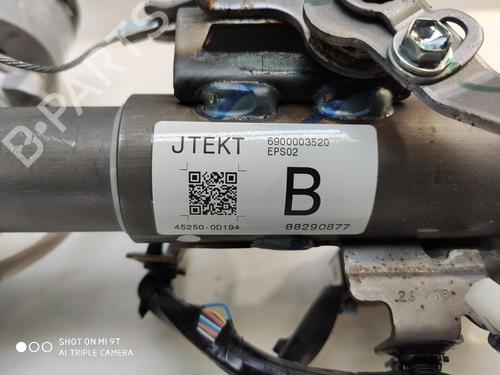 B-PARTS
JTEKT
6900003520
EPS02
B
45250-0D194
88290877
SHOT ON MI 9T
AI TRIPLE CAMERA